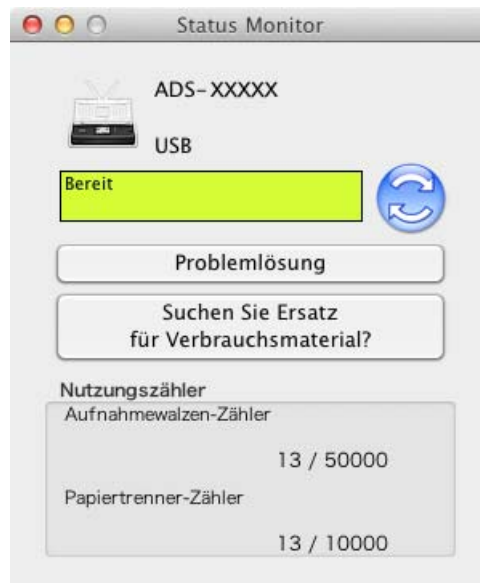 Status Monitor
ADS-XXXXX
USB
Bereit
Problemlösung
Suchen Sie Ersatz
für Verbrauchsmaterial?
Nutzungszähler
Aufnahmewalzen-Zähler
13 / 50000
Papiertrenner-Zähler
13 / 10000